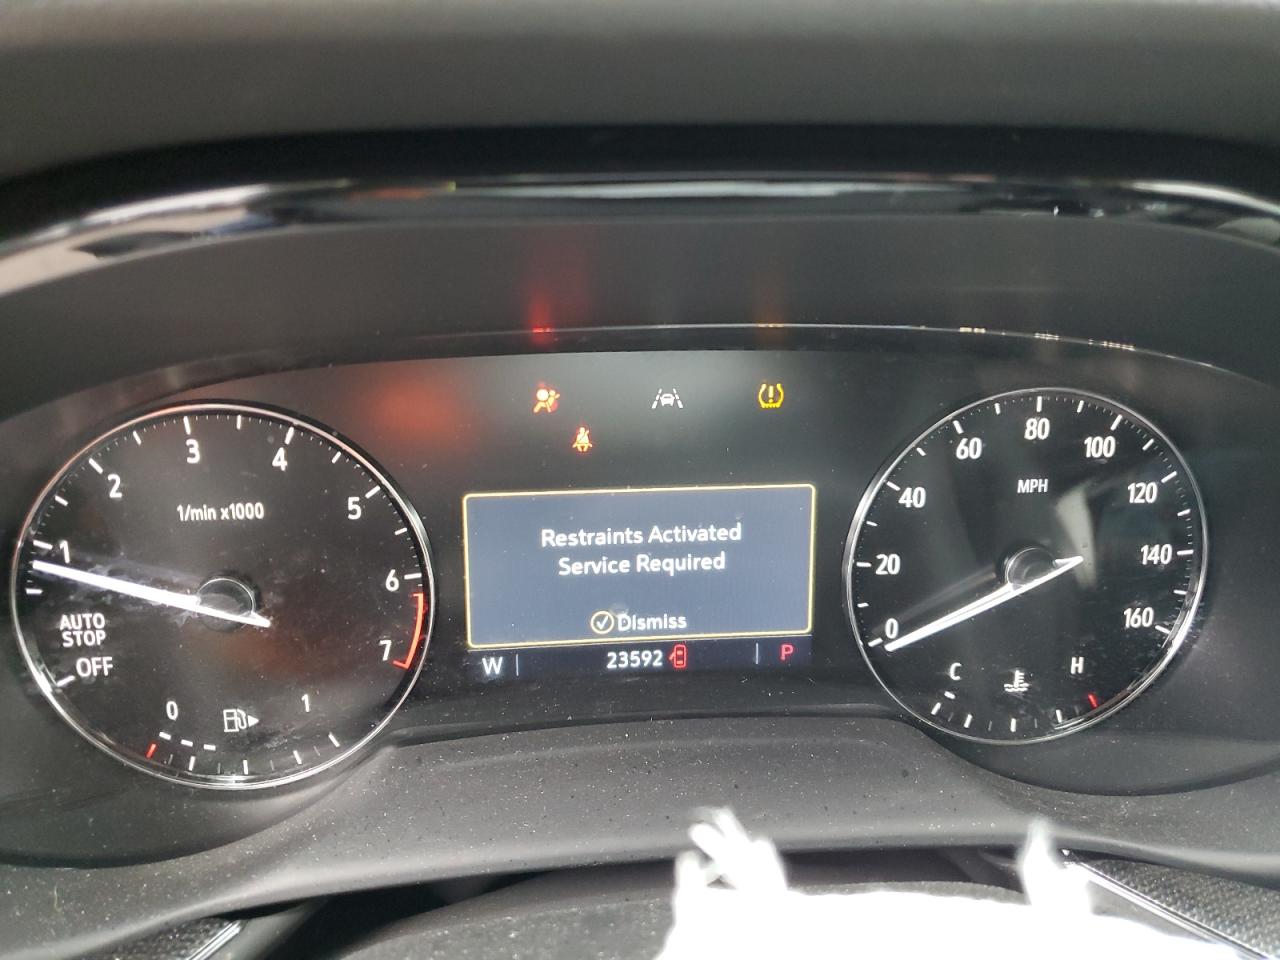 1
2
3
4
5
6
7
1/min x1000
AUTO
STOP
OFF
0
1
Restraints Activated
Service Required
Dismiss
W
23592
P
0
20
40
60
80
100
120
140
160
MPH
C
H